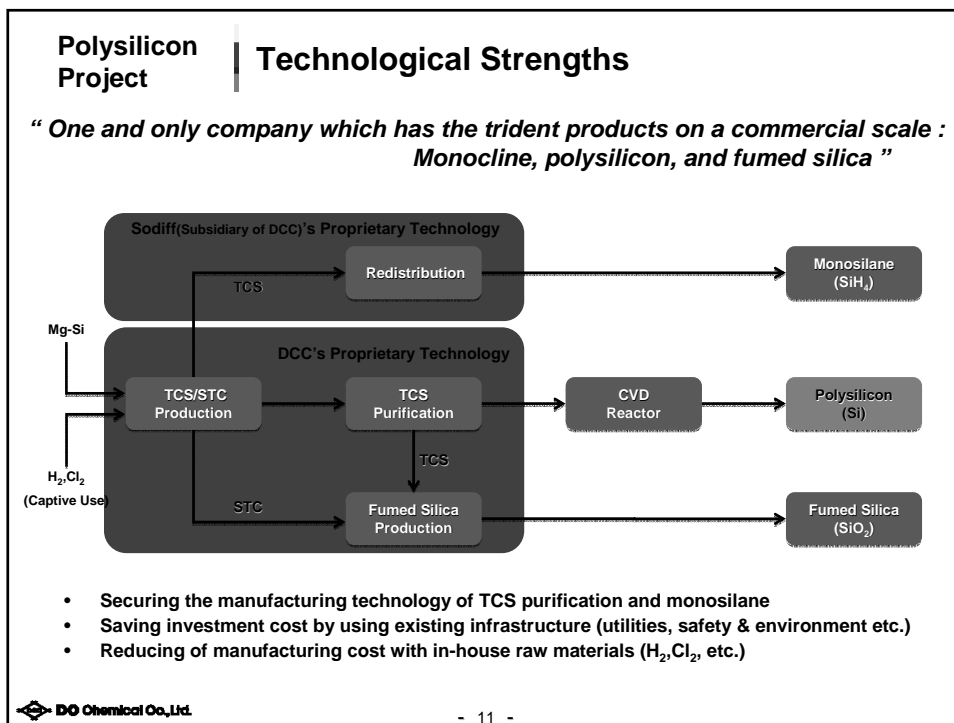 Polysilicon
Project
Technological Strengths
“ One and only company which has the trident products on a commercial scale :
Monocline, polysilicon, and fumed silica ”
Sodiff(Subsidiary of DCC)'s Proprietary Technology
Redistribution
Monosilane
(SiH₄)
TCS
Mg-Si
DCC's Proprietary Technology
TCS/STC
Production
TCS
Purification
CVD
Reactor
Polysilicon
(Si)
TCS
H₂,Cl₂
(Captive Use)
STC
Fumed Silica
Production
Fumed Silica
(SiO₂)
• Securing the manufacturing technology of TCS purification and monosilane
• Saving investment cost by using existing infrastructure (utilities, safety & environment etc.)
• Reducing of manufacturing cost with in-house raw materials (H₂,Cl₂, etc.)
Chemical Co.,Ltd.
- 11 -